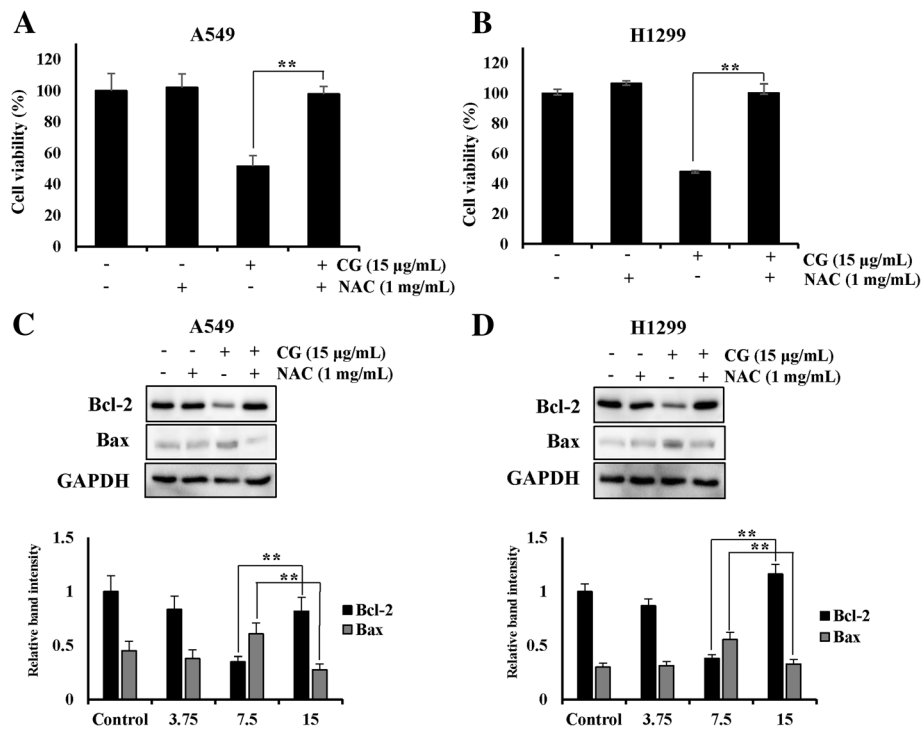 A
A549
Cell viability (%)
120
100
80
60
40
20
0
**
- - + + CG (15 µg/mL)
- + - + NAC (1 mg/mL)
B
H1299
Cell viability (%)
120
100
80
60
40
20
0
**
- - + + CG (15 µg/mL)
- + - + NAC (1 mg/mL)
C
A549
- - + + CG (15 µg/mL)
- + - + NAC (1 mg/mL)
Bcl-2
Bax
GAPDH
Relative band intensity
1.5
1
0.5
0
**
**
Bcl-2
Bax
Control 3.75 7.5 15
D
H1299
- - + + CG (15 µg/mL)
- + - + NAC (1 mg/mL)
Bcl-2
Bax
GAPDH
Relative band intensity
1.5
1
0.5
0
**
**
Bcl-2
Bax
Control 3.75 7.5 15